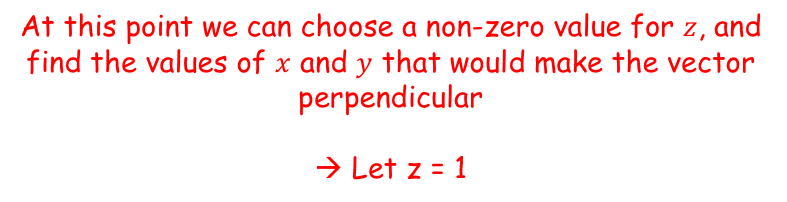 At this point we can choose a non-zero value for z, and
find the values of x and y that would make the vector
perpendicular
→ Let z = 1